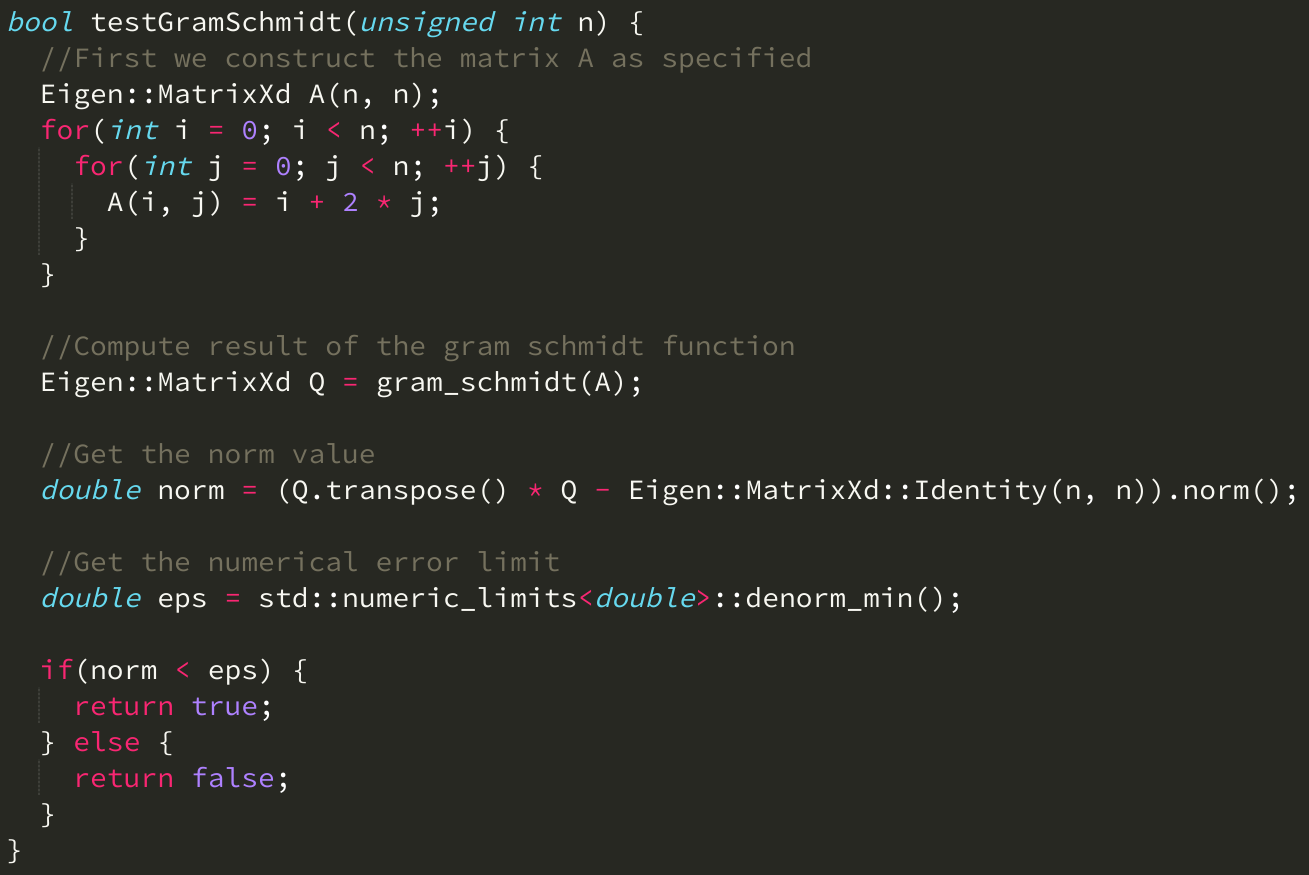 bool testGramSchmidt(unsigned int n) {
  //First we construct the matrix A as specified
  Eigen::MatrixXd A(n, n);
  for(int i = 0; i < n; ++i) {
    for(int j = 0; j < n; ++j) {
      A(i, j) = i + 2 * j;
    }
  }

  //Compute result of the gram schmidt function
  Eigen::MatrixXd Q = gram_schmidt(A);

  //Get the norm value
  double norm = (Q.transpose() * Q - Eigen::MatrixXd::Identity(n, n)).norm();

  //Get the numerical error limit
  double eps = std::numeric_limits<double>::denorm_min();

  if(norm < eps) {
    return true;
  } else {
    return false;
  }
}